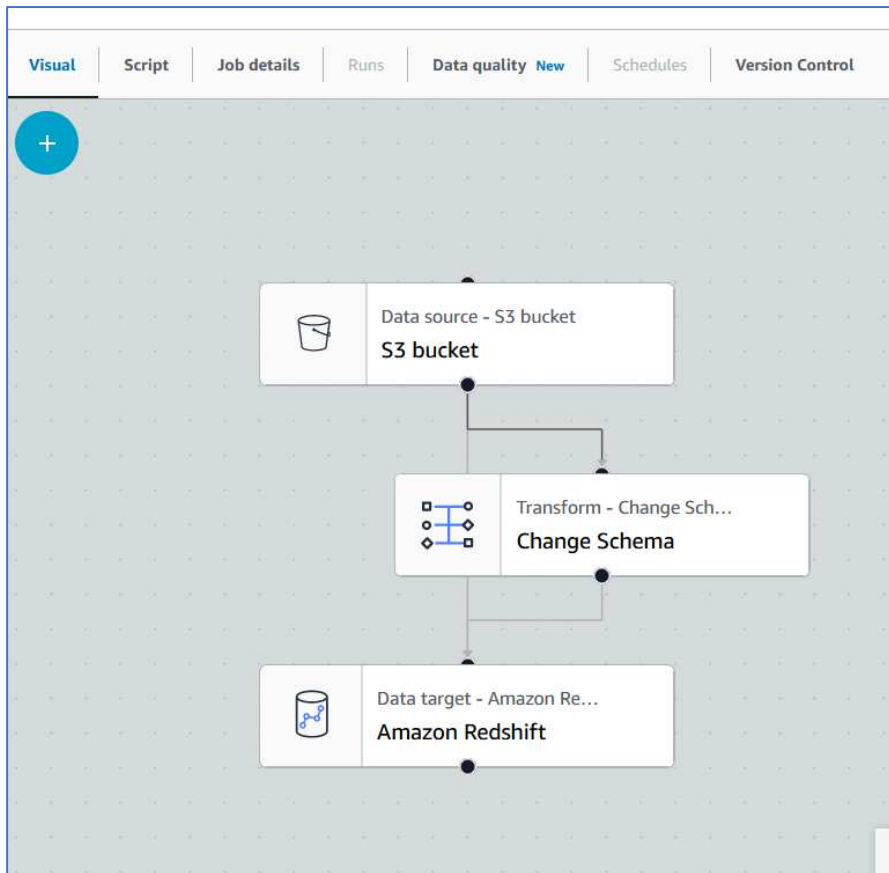 Visual Script Job details Runs Data quality New Schedules Version Control
+
Data source - S3 bucket
S3 bucket
Transform - Change Sch...
Change Schema
Data target - Amazon Re...
Amazon Redshift